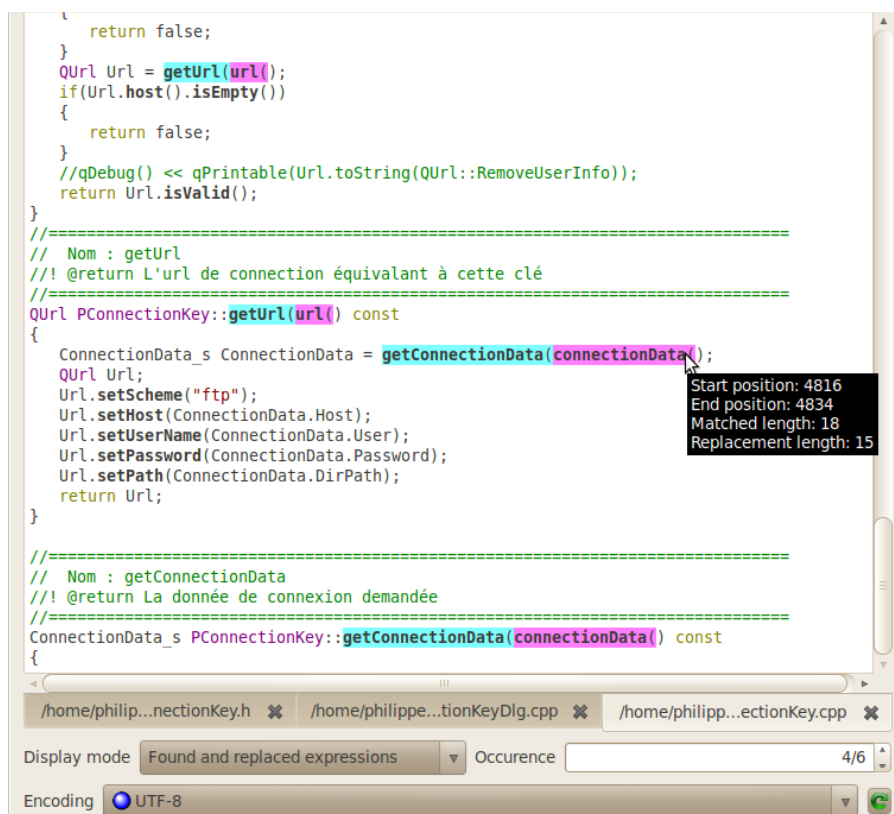 {
return false;
}
QUrl Url = getUrl(url();
if(Url.host().isEmpty())
{
return false;
}
//qDebug() << qPrintable(Url.toString(QUrl::RemoveUserInfo));
return Url.isValid();
}
//==============================================================================
//  Nom : getUrl
//! @return L'url de connection équivalant à cette clé
//==============================================================================
QUrl PConnectionKey::getUrl(url() const
{
ConnectionData_s ConnectionData = getConnectionData(connectionData();
QUrl Url;
Url.setScheme("ftp");
Url.setHost(ConnectionData.Host);
Url.setUserName(ConnectionData.User);
Url.setPassword(ConnectionData.Password);
Url.setPath(ConnectionData.DirPath);
return Url;
}
Start position: 4816
End position: 4834
Matched length: 18
Replacement length: 15
//==============================================================================
//  Nom : getConnectionData
//! @return La donnée de connexion demandée
//==============================================================================
ConnectionData_s PConnectionKey::getConnectionData(connectionData() const
{
/home/philip...nectionKey.h
/home/philippe...tionKeyDlg.cpp
/home/philipp...ectionKey.cpp
Display mode Found and replaced expressions Occurence 4/6
Encoding UTF-8